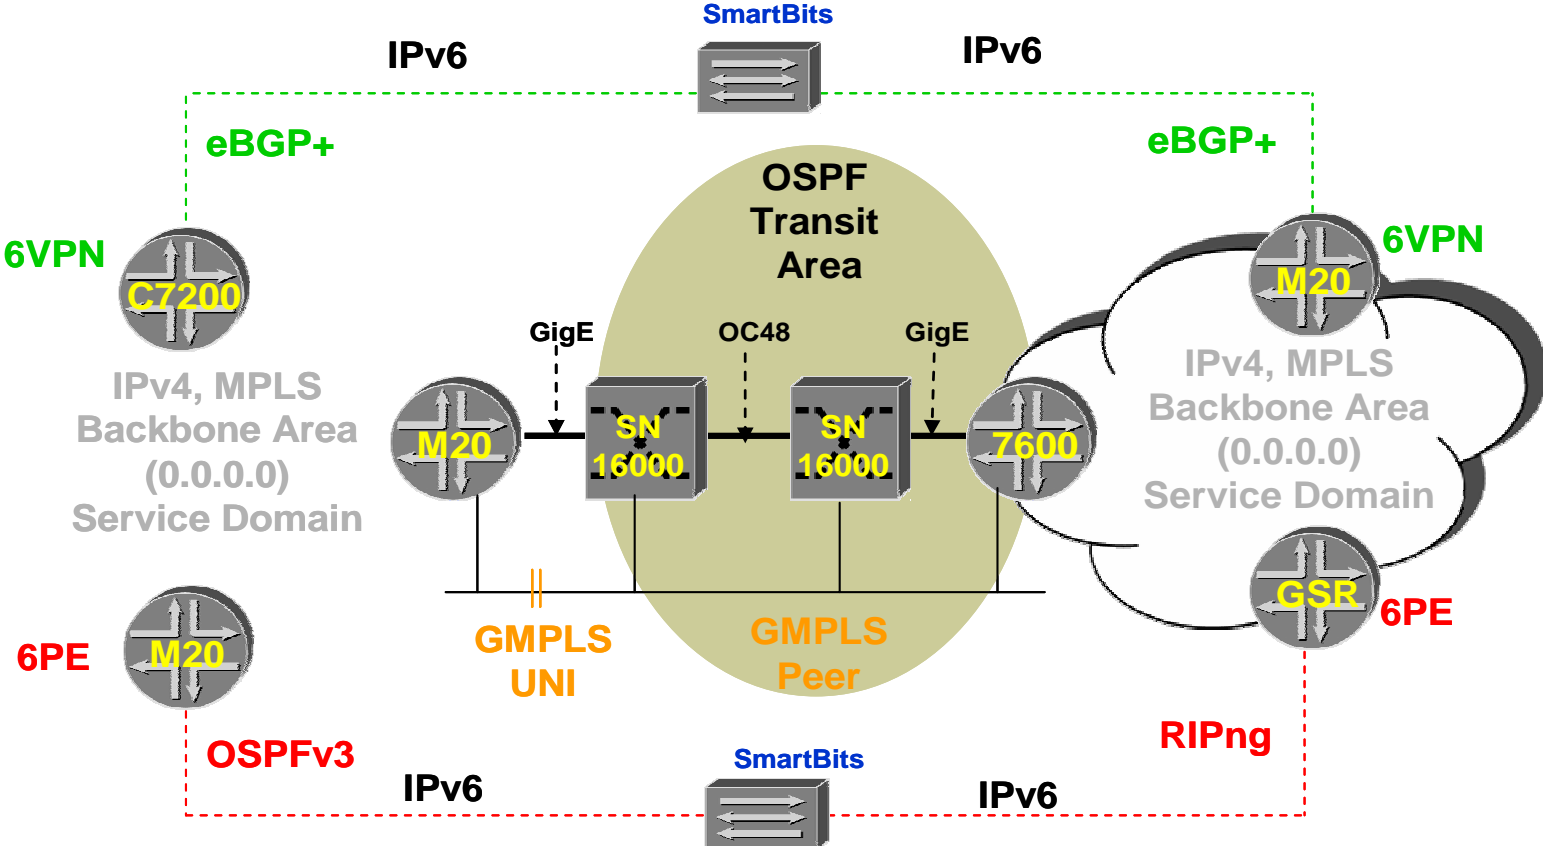 SmartBits
IPv6
IPv6
eBGP+
eBGP+
OSPF
Transit
Area
6VPN
6VPN
C7200
M20
GigE
OC48
GigE
IPv4, MPLS
Backbone Area
(0.0.0.0)
Service Domain
IPv4, MPLS
Backbone Area
(0.0.0.0)
Service Domain
M20
SN
16000
SN
16000
7600
GMPLS
UNI
GMPLS
Peer
6PE
M20
GSR
6PE
OSPFv3
RIPng
SmartBits
IPv6
IPv6